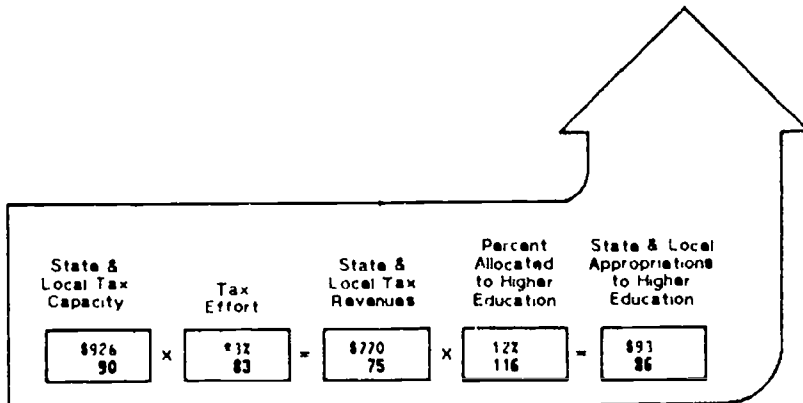 State &
Local Tax
Capacity
Tax
Effort
State &
Local Tax
Revenues
Percent
Allocated
to Higher
Education
State & Local
Appropriations
to Higher
Education
$926
90
x
83%
83
=
$770
75
x
12%
116
=
$93
86